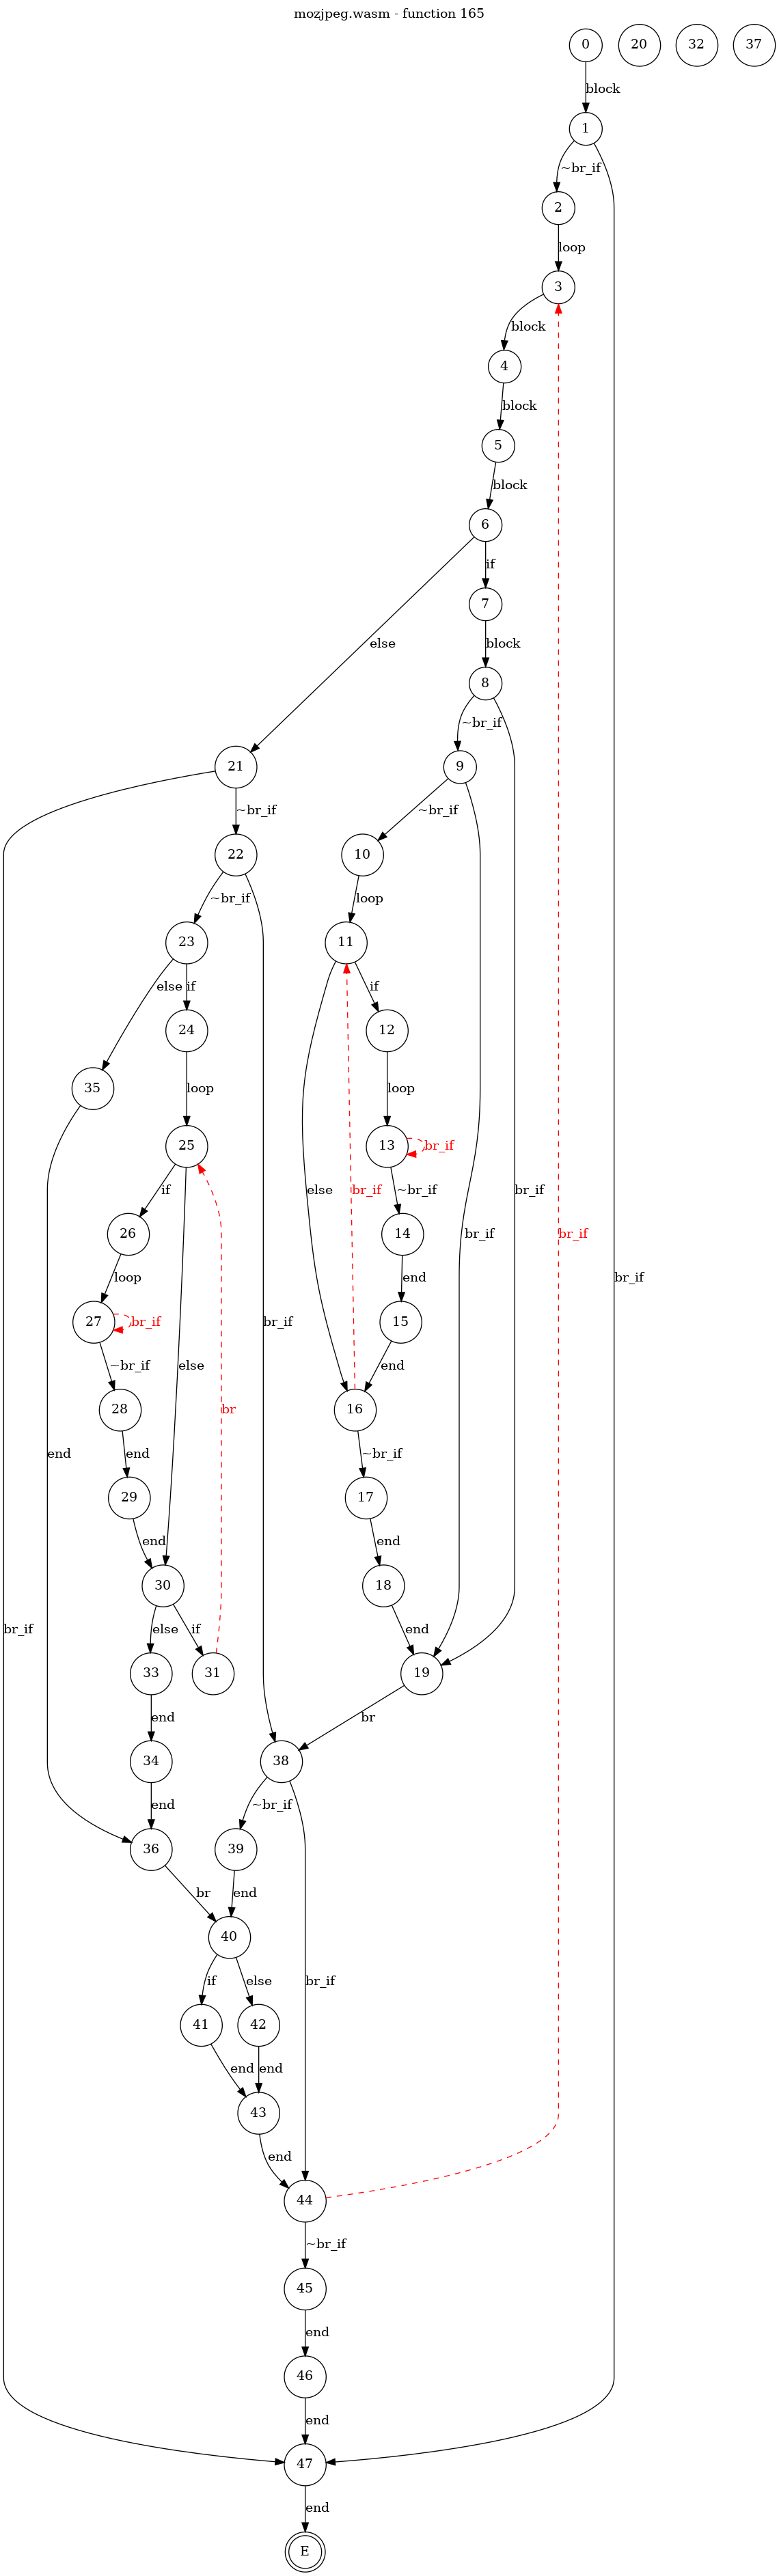 mozjpeg.wasm - function 165
0 20 32 37
block
1
~br_if
2
loop
3
block
4
block
5
block
6
if
7
else block
8
~br_if
21 9
~br_if ~br_if
22 10
~br_if loop
23 11
else if if
24 12
35 loop loop
25 13 br_if
if else br_if ~br_if br_if
26 14 br_if br_if
loop end br_if
27 br_if br_if 15
~br_if else end
28 16
end end ~br_if
29 17
end end
30 18
br_if else if br end
33 31 19
end br
34 38
end ~br_if
36 39
br end
40
if else br_if
41 42
end end
43
end
44
~br_if
45
end
46
end
47
end
E